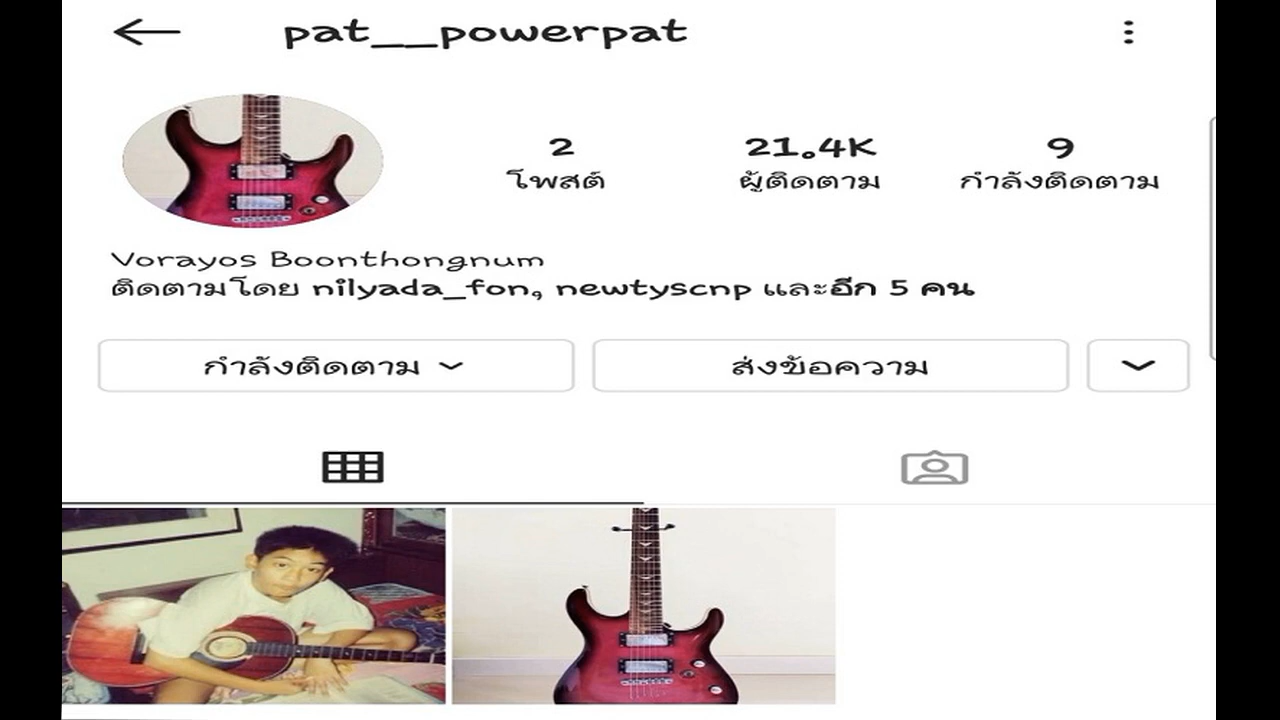 pat__powerpat
2 21.4K 9
โพสต์ ผู้ติดตาม กำลังติดตาม
Vorayos Boonthongnum
ติดตามโดย nilyada_fon, newtyscnp และอีก 5 คน
กำลังติดตาม ส่งข้อความ